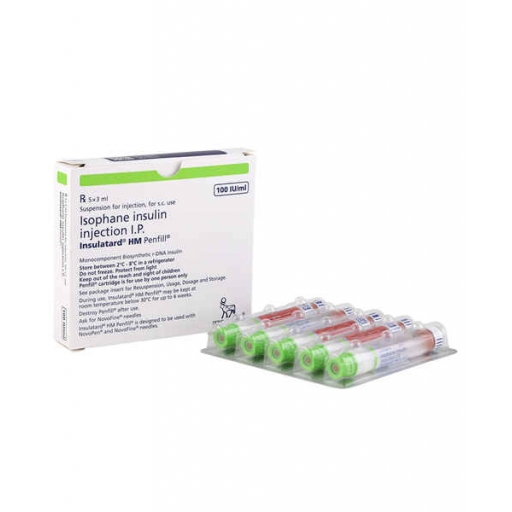 100 IU/ml
℞ 5×3 ml
Suspension for injection, for s.c. use
Isophane insulin
injection I.P.
Insulatard® HM Penfill®
Monocomponent Biosynthetic r-DNA Insulin
Store between 2°C - 8°C in a refrigerator
Do not freeze. Protect from light
Keep out of the reach and sight of children
Penfill® cartridge is for use by one person only
See package insert for Resuspension, Usage, Dosage and Storage.
During use, Insulatard® HM Penfill® may be kept at
room temperature below 30°C for up to 6 weeks.
Destroy Penfill® after use.
Ask for NovoFine® needles.
Insulatard® HM Penfill® is designed to be used with
NovoPen® and NovoFine® needles.
100 IU/ml